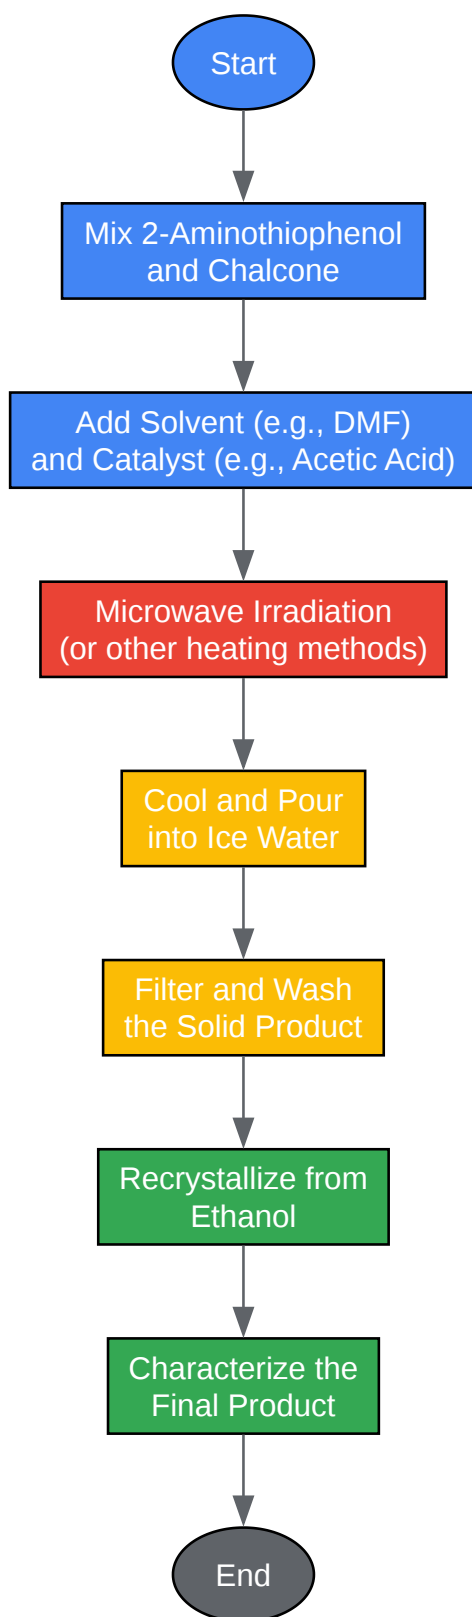 Start
Mix 2-Aminothiophenol
and Chalcone
Add Solvent (e.g., DMF)
and Catalyst (e.g., Acetic Acid)
Microwave Irradiation
(or other heating methods)
Cool and Pour
into Ice Water
Filter and Wash
the Solid Product
Recrystallize from
Ethanol
Characterize the
Final Product
End